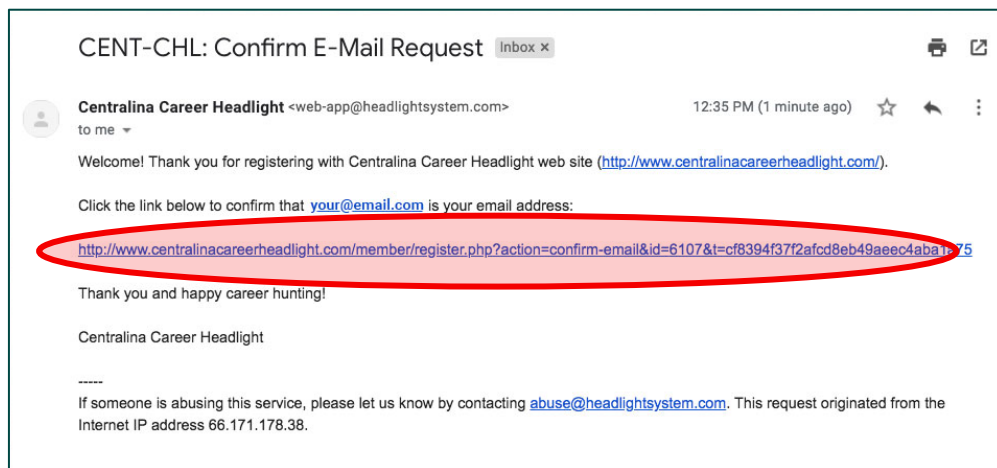 CENT-CHL: Confirm E-Mail Request Inbox ×
Centralina Career Headlight <web-app@headlightsystem.com> 12:35 PM (1 minute ago)
to me
Welcome! Thank you for registering with Centralina Career Headlight web site (http://www.centralinacareerheadlight.com/).
Click the link below to confirm that your@email.com is your email address:
http://www.centralinacareerheadlight.com/member/register.php?action=confirm-email&id=6107&t=cf8394f37f2afcd8eb49aeec4aba1a75
Thank you and happy career hunting!
Centralina Career Headlight
-----
If someone is abusing this service, please let us know by contacting abuse@headlightsystem.com. This request originated from the
Internet IP address 66.171.178.38.